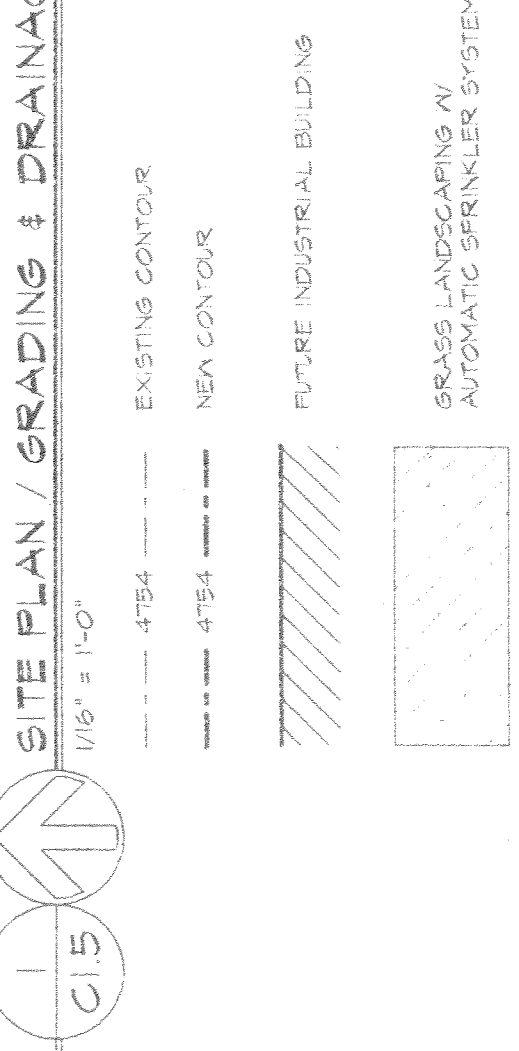 1
C1.5
SITE PLAN / GRADING & DRAINAG
1/16" = 1'-0"
4754 EXISTING CONTOUR
4754 NEW CONTOUR
FUTURE INDUSTRIAL BUILDING
GRASS LANDSCAPING W/
AUTOMATIC SPRINKLER SYSTEM